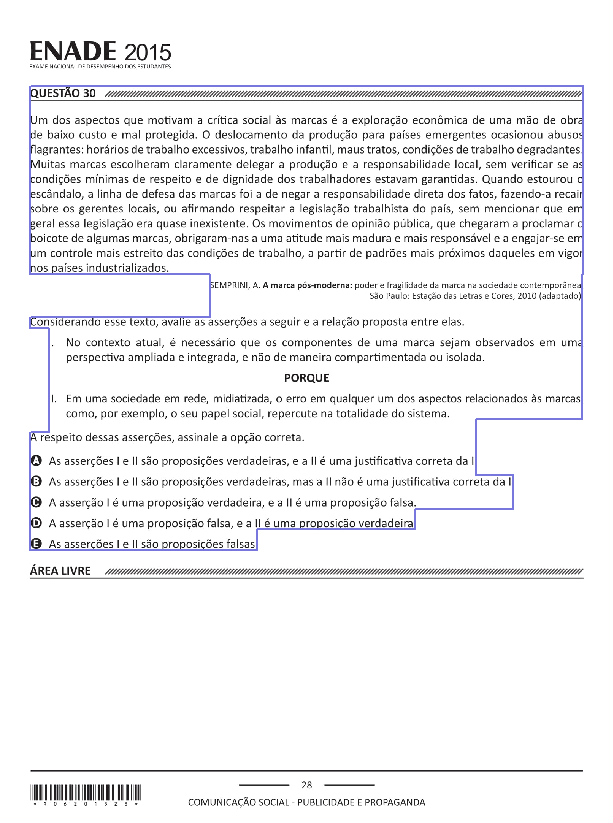 ENADE 2015
EXAME NACIONAL DE DESEMPENHO DOS ESTUDANTES
QUESTÃO 30
Um dos aspectos que motivam a crítica social às marcas é a exploração econômica de uma mão de obra
de baixo custo e mal protegida. O deslocamento da produção para países emergentes ocasionou abusos
flagrantes: horários de trabalho excessivos, trabalho infantil, maus tratos, condições de trabalho degradantes.
Muitas marcas escolheram claramente delegar a produção e a responsabilidade local, sem verificar se as
condições mínimas de respeito e de dignidade dos trabalhadores estavam garantidas. Quando estourou o
escândalo, a linha de defesa das marcas foi a de negar a responsabilidade direta dos fatos, fazendo-a recair
sobre os gerentes locais, ou afirmando respeitar a legislação trabalhista do país, sem mencionar que em
geral essa legislação era quase inexistente. Os movimentos de opinião pública, que chegaram a proclamar o
boicote de algumas marcas, obrigaram-nas a uma atitude mais madura e mais responsável e a engajar-se em
um controle mais estreito das condições de trabalho, a partir de padrões mais próximos daqueles em vigor
nos países industrializados.
SEMPRINI, A. A marca pós-moderna: poder e fragilidade da marca na sociedade contemporânea.
São Paulo: Estação das Letras e Cores, 2010 (adaptado).
Considerando esse texto, avalie as asserções a seguir e a relação proposta entre elas.
I. No contexto atual, é necessário que os componentes de uma marca sejam observados em uma
perspectiva ampliada e integrada, e não de maneira compartimentada ou isolada.
PORQUE
II. Em uma sociedade em rede, midiatizada, o erro em qualquer um dos aspectos relacionados às marcas,
como, por exemplo, o seu papel social, repercute na totalidade do sistema.
A respeito dessas asserções, assinale a opção correta.
A As asserções I e II são proposições verdadeiras, e a II é uma justificativa correta da I.
B As asserções I e II são proposições verdadeiras, mas a II não é uma justificativa correta da I.
C A asserção I é uma proposição verdadeira, e a II é uma proposição falsa.
D A asserção I é uma proposição falsa, e a II é uma proposição verdadeira.
E As asserções I e II são proposições falsas.
ÁREA LIVRE
28
COMUNICAÇÃO SOCIAL - PUBLICIDADE E PROPAGANDA